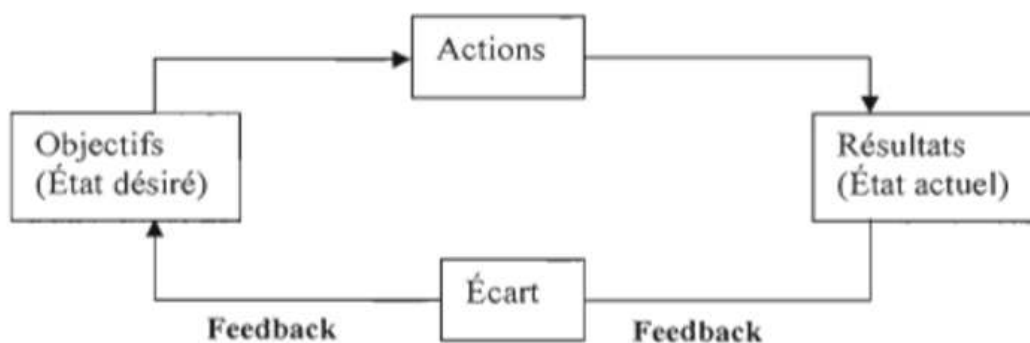 Actions
Objectifs
(État désiré)
Résultats
(État actuel)
Écart
Feedback
Feedback